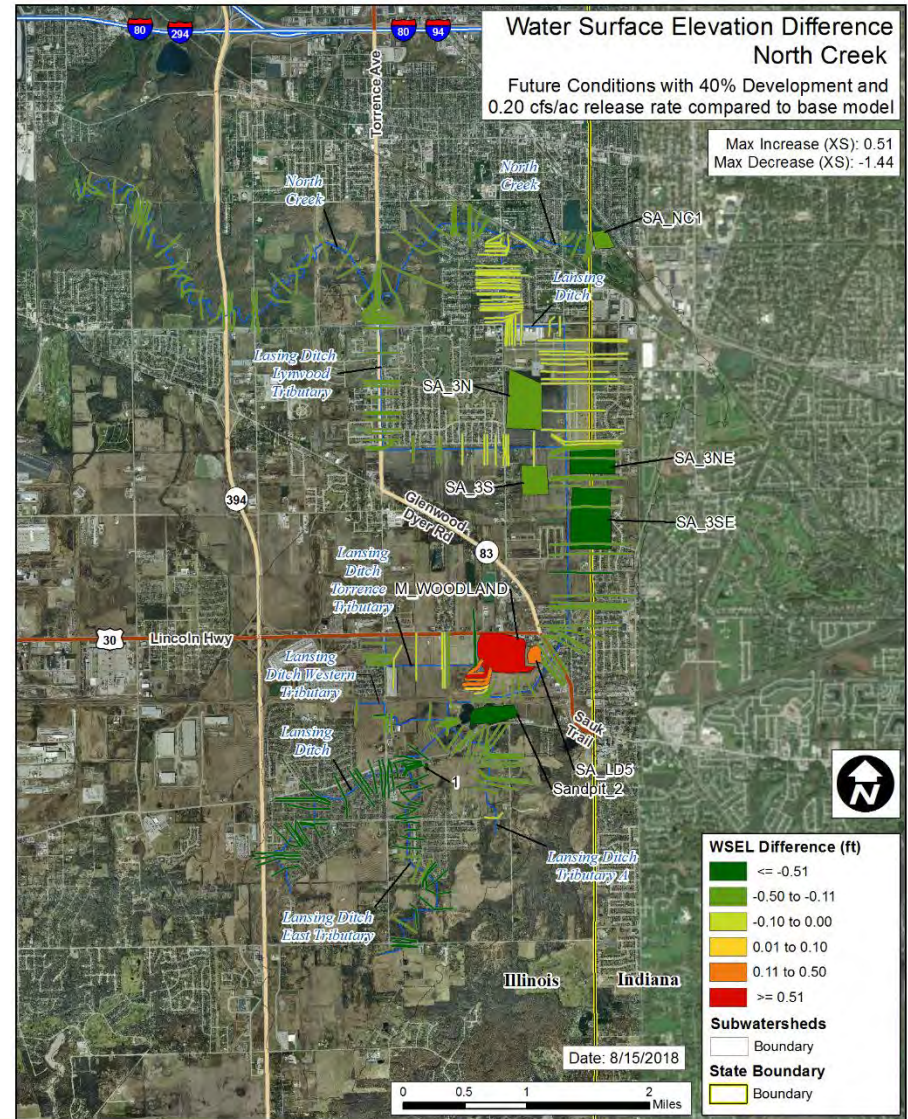 Water Surface Elevation Difference
North Creek
Future Conditions with 40% Development and
0.20 cfs/ac release rate compared to base model
Max Increase (XS): 0.51
Max Decrease (XS): -1.44
80
294
80
94
Torrence Ave
North
Creek
North
Creek
SA_NC1
Lansing
Ditch
Lasing Ditch
Lynwood
Tributary
SA_3N
SA_3NE
SA_3S
SA_3SE
394
Glenwood
Dyer Rd
83
Lansing
Ditch
Torrence
Tributary
M_WOODLAND
30
Lincoln Hwy
Lansing
Ditch Western
Tributary
Sauk
Trail
Lansing
Ditch
1
SA_LD5
Sandpit_2
Lansing Ditch
Tributary A
Lansing Ditch
East Tributary
N
Illinois
Indiana
WSEL Difference (ft)
<= -0.51
-0.50 to -0.11
-0.10 to 0.00
0.01 to 0.10
0.11 to 0.50
>= 0.51
Subwatersheds
Boundary
State Boundary
Boundary
Date: 8/15/2018
0 0.5 1 2
Miles